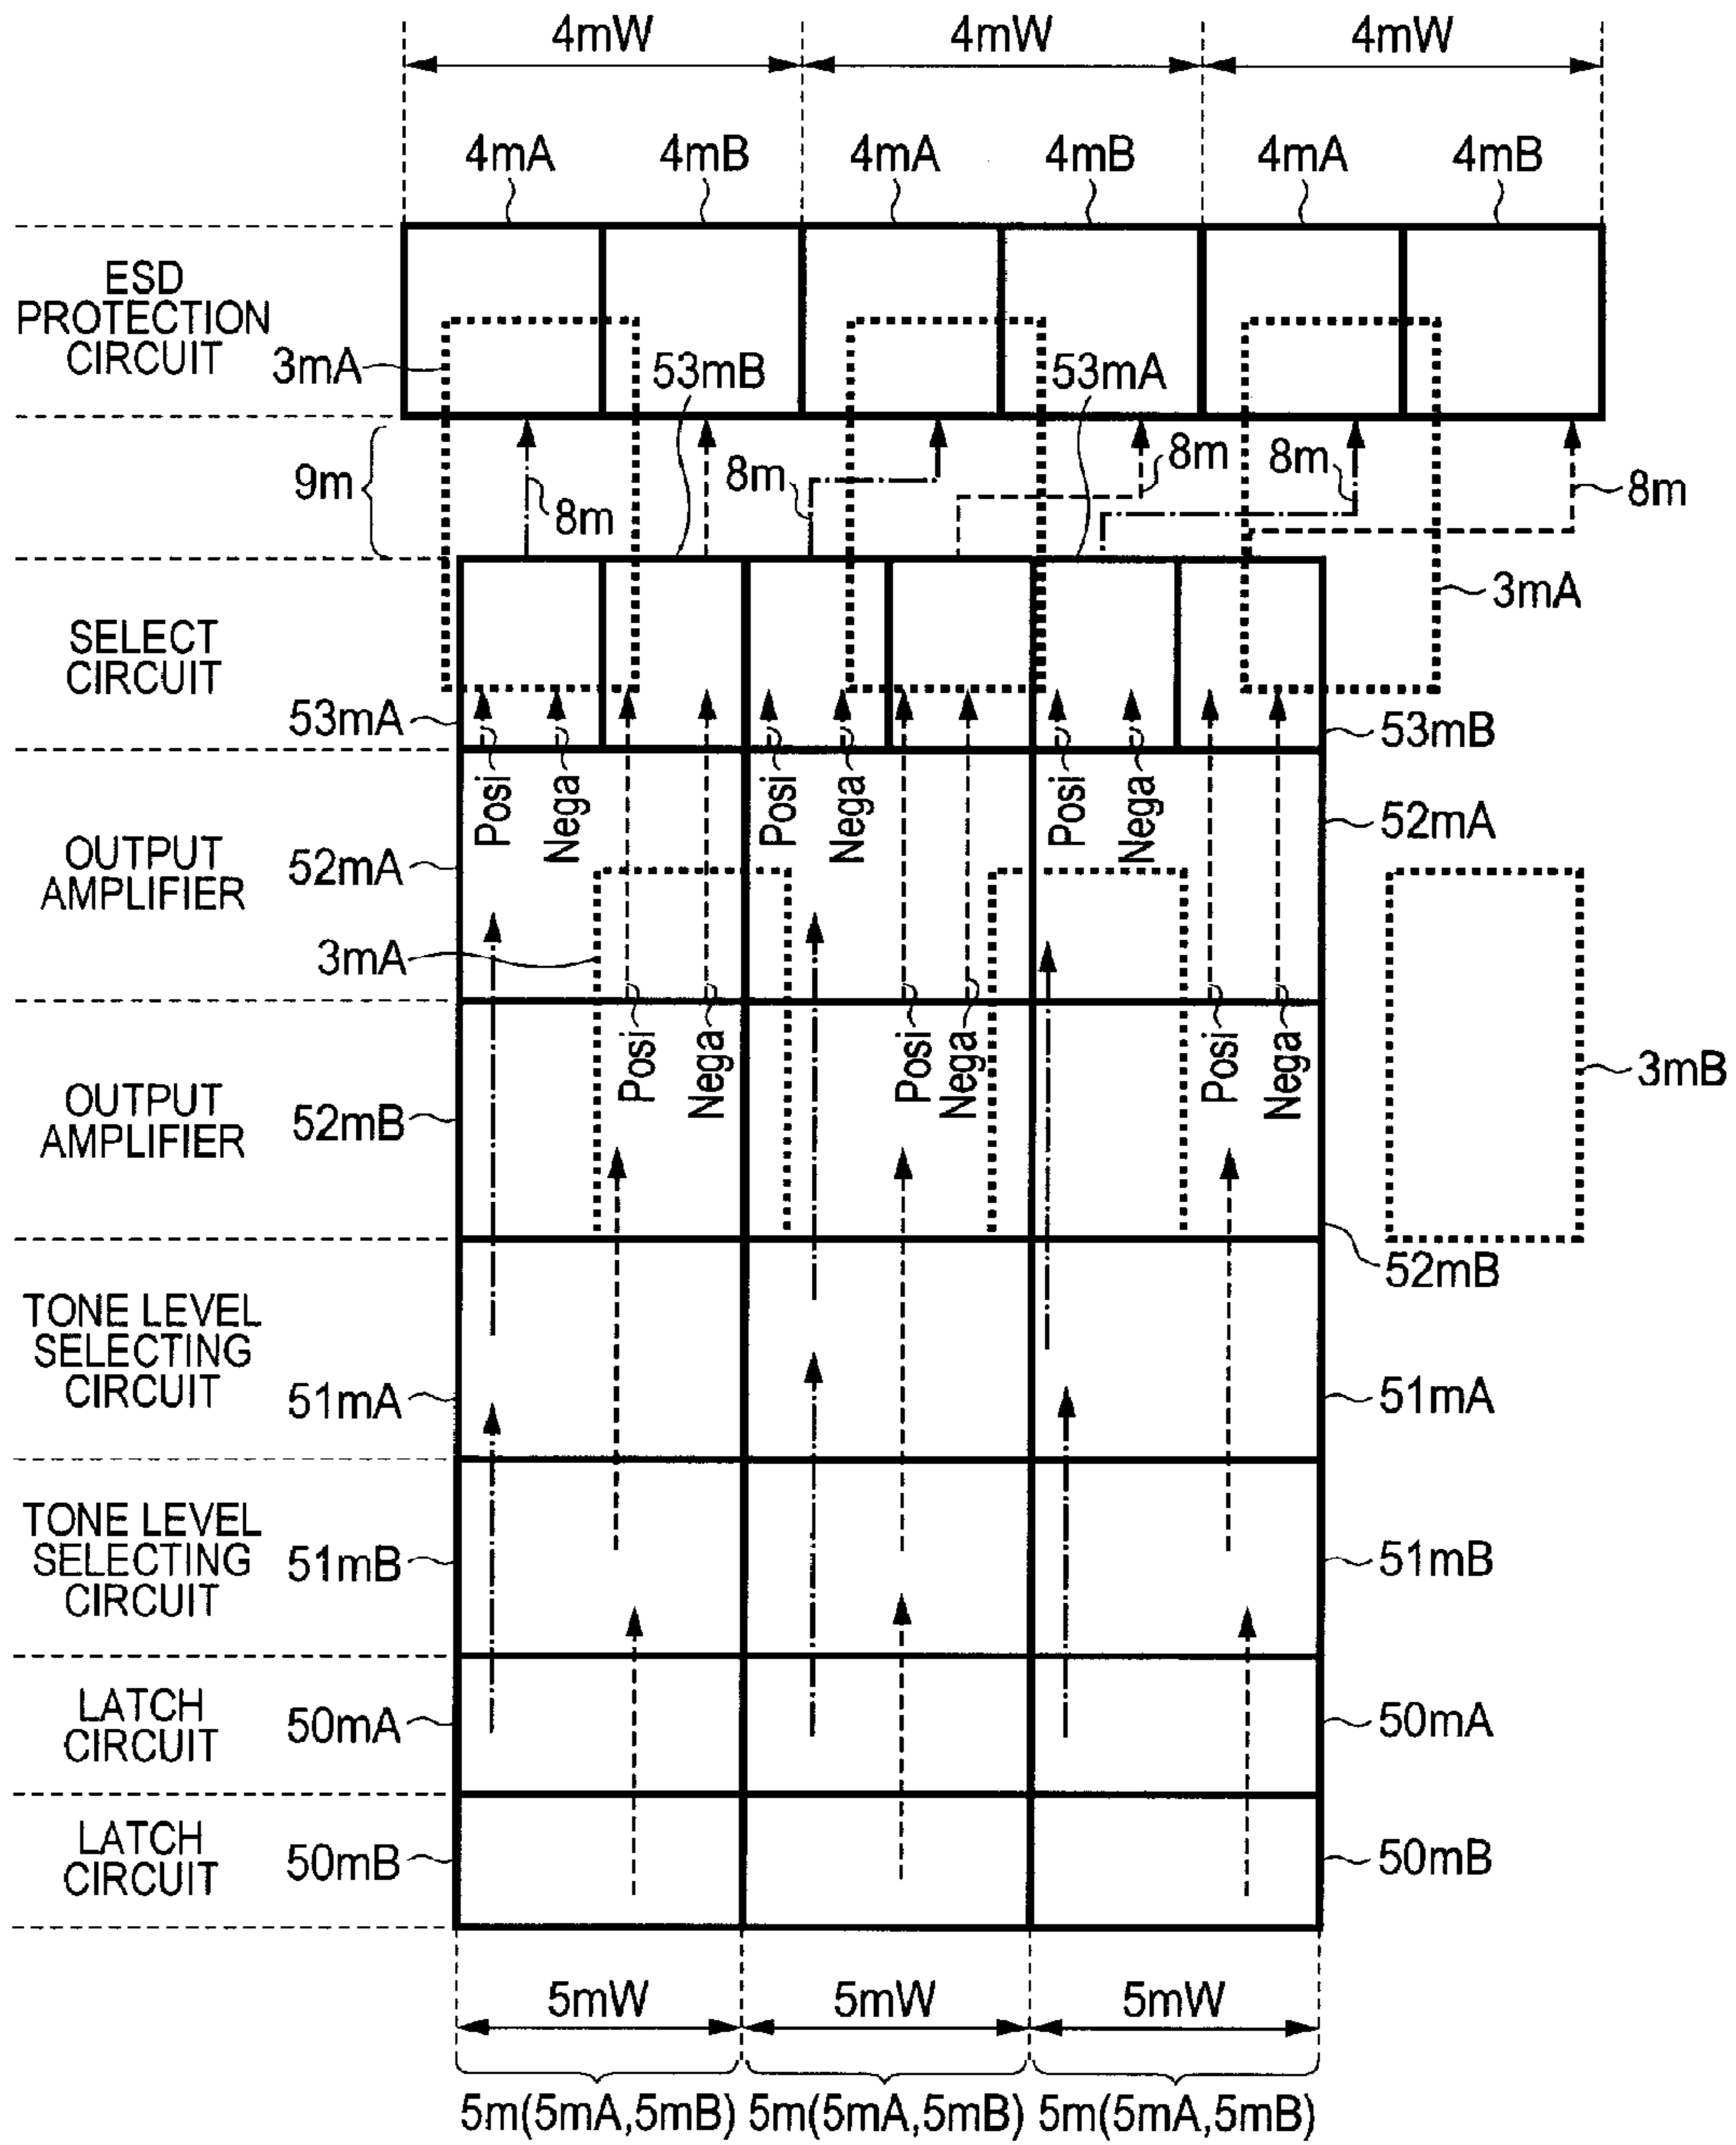 4mW 4mW 4mW
4mA 4mB 4mA 4mB 4mA 4mB
ESD
PROTECTION
CIRCUIT
3mA 53mB 53mA
9m 8m 8m 8m 8m 8m
3mA
SELECT
CIRCUIT
53mA 53mB
Posi Nega Posi Nega Posi Nega
OUTPUT
AMPLIFIER
52mA 52mA
3mA
Posi Nega Posi Nega Posi Nega
3mB
OUTPUT
AMPLIFIER
52mB
52mB
TONE LEVEL
SELECTING
CIRCUIT
51mA 51mA
TONE LEVEL
SELECTING
CIRCUIT
51mB 51mB
LATCH
CIRCUIT
50mA 50mA
LATCH
CIRCUIT
50mB 50mB
5mW 5mW 5mW
5m(5mA,5mB) 5m(5mA,5mB) 5m(5mA,5mB)